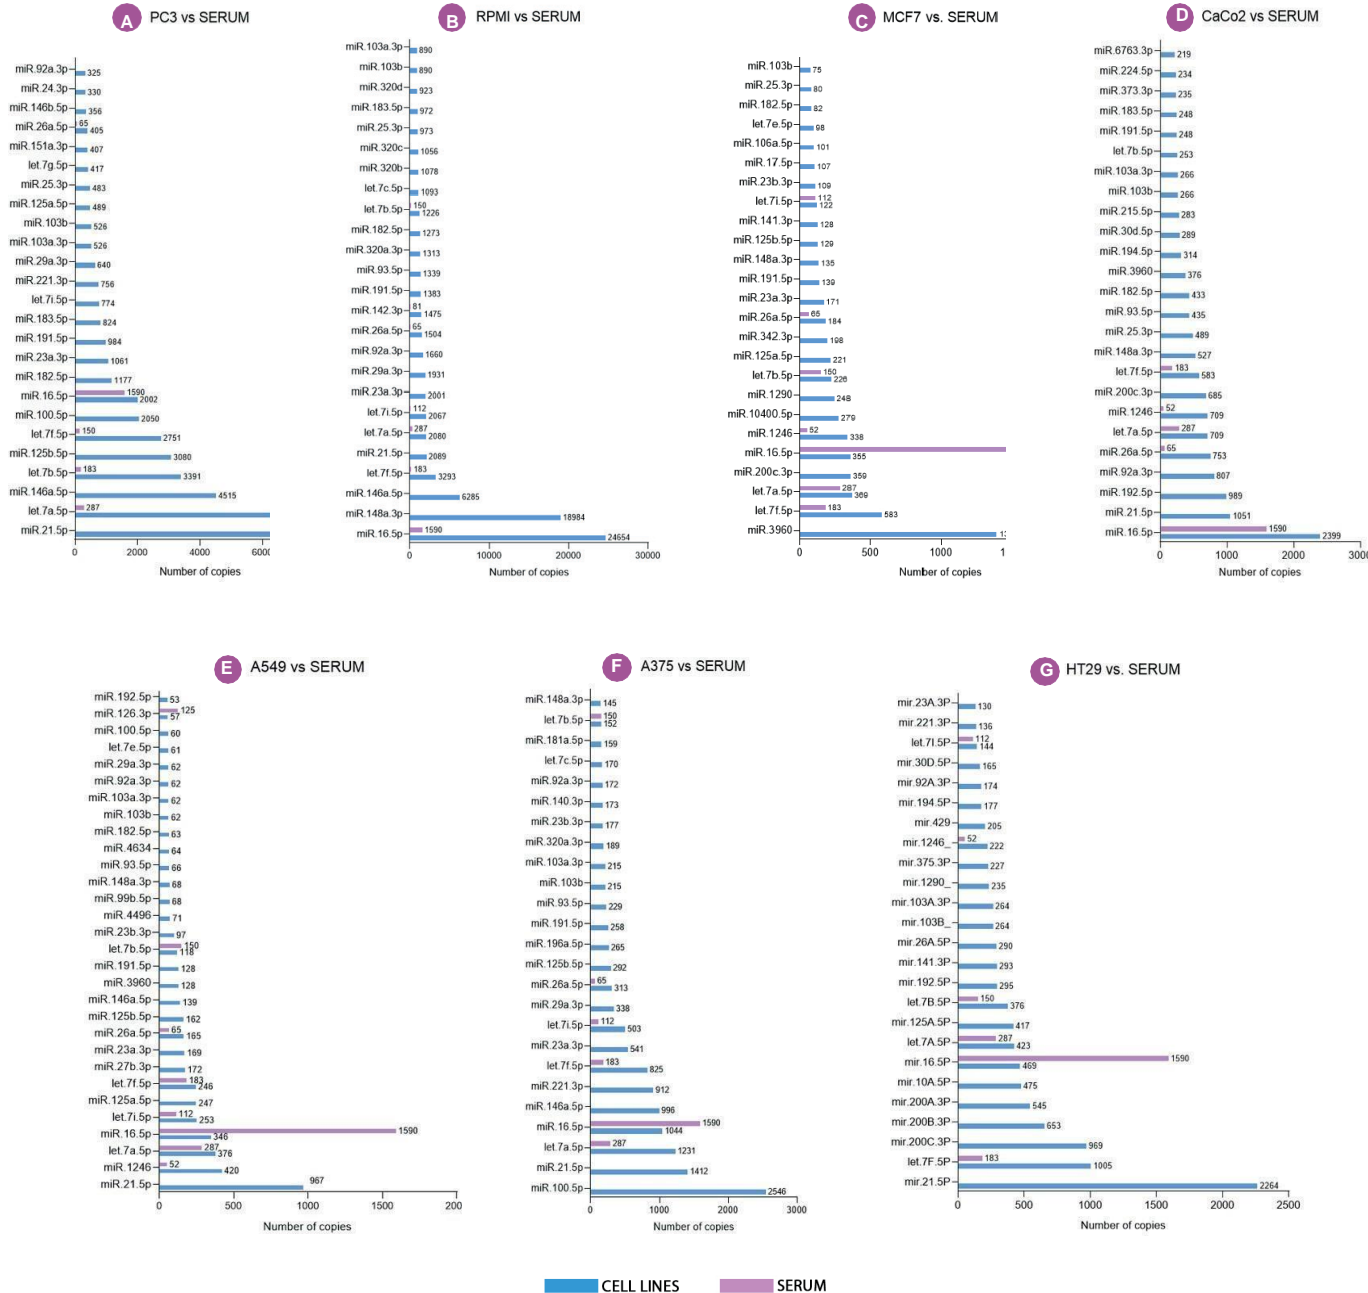 A PC3 vs SERUM
miR.92a.3p 325
miR.24.3p 330
miR.146b.5p 356
miR.26a.5p 65 405
miR.151a.3p 407
let.7g.5p 417
miR.25.3p 483
miR.125a.5p 489
miR.103b 526
miR.103a.3p 526
miR.29a.3p 640
miR.221.3p 756
let.7i.5p 774
miR.183.5p 824
miR.191.5p 984
miR.23a.3p 1061
miR.182.5p 1177
miR.16.5p 1590 2002
miR.100.5p 2050
let.7f.5p 150 2751
miR.125b.5p 3080
let.7b.5p 183 3391
miR.146a.5p 4515
let.7a.5p 287
miR.21.5p
0 2000 4000 6000
Number of copies
B RPMI vs SERUM
miR.103a.3p 890
miR.103b 890
miR.320d 923
miR.183.5p 972
miR.25.3p 973
miR.320c 1056
miR.320b 1078
let.7c.5p 1093
let.7b.5p 150 1226
miR.182.5p 1273
miR.320a.3p 1313
miR.93.5p 1339
miR.191.5p 1383
miR.142.3p 81 1475
miR.26a.5p 65 1504
miR.92a.3p 1660
miR.29a.3p 1931
miR.23a.3p 2001
let.7i.5p 112 2067
let.7a.5p 287 2080
miR.21.5p 2089
let.7f.5p 183 3293
miR.146a.5p 6285
miR.148a.3p 18984
miR.16.5p 1590 24654
0 10000 20000 30000
Number of copies
C MCF7 vs. SERUM
miR.103b 75
miR.25.3p 80
miR.182.5p 82
let.7e.5p 98
miR.106a.5p 101
miR.17.5p 107
miR.23b.3p 109
let.7i.5p 112 122
miR.141.3p 128
miR.125b.5p 129
miR.148a.3p 135
miR.191.5p 139
miR.23a.3p 171
miR.26a.5p 65 184
miR.342.3p 198
miR.125a.5p 221
let.7b.5p 150 226
miR.1290 248
miR.10400.5p 279
miR.1246 52 338
miR.16.5p 355
miR.200c.3p 359
let.7a.5p 287 369
let.7f.5p 183 583
miR.3960
0 500 1000
Number of copies
D CaCo2 vs SERUM
miR.6763.3p 219
miR.224.5p 234
miR.373.3p 235
miR.183.5p 248
miR.191.5p 248
let.7b.5p 253
miR.103a.3p 266
miR.103b 266
miR.215.5p 283
miR.30d.5p 289
miR.194.5p 314
miR.3960 376
miR.182.5p 433
miR.93.5p 435
miR.25.3p 489
miR.148a.3p 527
let.7f.5p 183 583
miR.200c.3p 685
miR.1246 52 709
let.7a.5p 287 709
miR.26a.5p 65 753
miR.92a.3p 807
miR.192.5p 989
miR.21.5p 1051
miR.16.5p 1590 2399
0 1000 2000 3000
Number of copies
E A549 vs SERUM
miR.192.5p 53
miR.126.3p 125 57
miR.100.5p 60
let.7e.5p 61
miR.29a.3p 62
miR.92a.3p 62
miR.103a.3p 62
miR.103b 62
miR.182.5p 63
miR.4634 64
miR.93.5p 66
miR.148a.3p 68
miR.99b.5p 68
miR.4496 71
miR.23b.3p 97
let.7b.5p 150 118
miR.191.5p 128
miR.3960 128
miR.146a.5p 139
miR.125b.5p 162
miR.26a.5p 65 165
miR.23a.3p 169
miR.27b.3p 172
let.7f.5p 183 246
miR.125a.5p 247
let.7i.5p 112 253
miR.16.5p 1590 346
let.7a.5p 287 376
miR.1246 52 420
miR.21.5p 967
0 500 1000 1500 200
Number of copies
F A375 vs SERUM
miR.148a.3p 145
let.7b.5p 150 152
miR.181a.5p 159
let.7c.5p 170
miR.92a.3p 172
miR.140.3p 173
miR.23b.3p 177
miR.320a.3p 189
miR.103a.3p 215
miR.103b 215
miR.93.5p 229
miR.191.5p 258
miR.196a.5p 265
miR.125b.5p 292
miR.26a.5p 65 313
miR.29a.3p 338
let.7i.5p 112 503
miR.23a.3p 541
let.7f.5p 183 825
miR.221.3p 912
miR.146a.5p 996
miR.16.5p 1590 1044
let.7a.5p 287 1231
miR.21.5p 1412
miR.100.5p 2546
0 1000 2000 3000
Number of copies
G HT29 vs. SERUM
mir.23A.3P 130
mir.221.3P 136
let.7I.5P 112 144
mir.30D.5P 165
mir.92A.3P 174
mir.194.5P 177
mir.429 205
mir.1246_ 52 222
mir.375.3P 227
mir.1290_ 235
mir.103A.3P 264
mir.103B_ 264
mir.26A.5P 290
mir.141.3P 293
mir.192.5P 295
let.7B.5P 150 376
mir.125A.5P 417
let.7A.5P 287 423
mir.16.5P 1590 469
mir.10A.5P 475
mir.200A.3P 545
mir.200B.3P 653
mir.200C.3P 969
let.7F.5P 183 1005
mir.21.5P 2264
0 500 1000 1500 2000 2500
Number of copies
CELL LINES SERUM